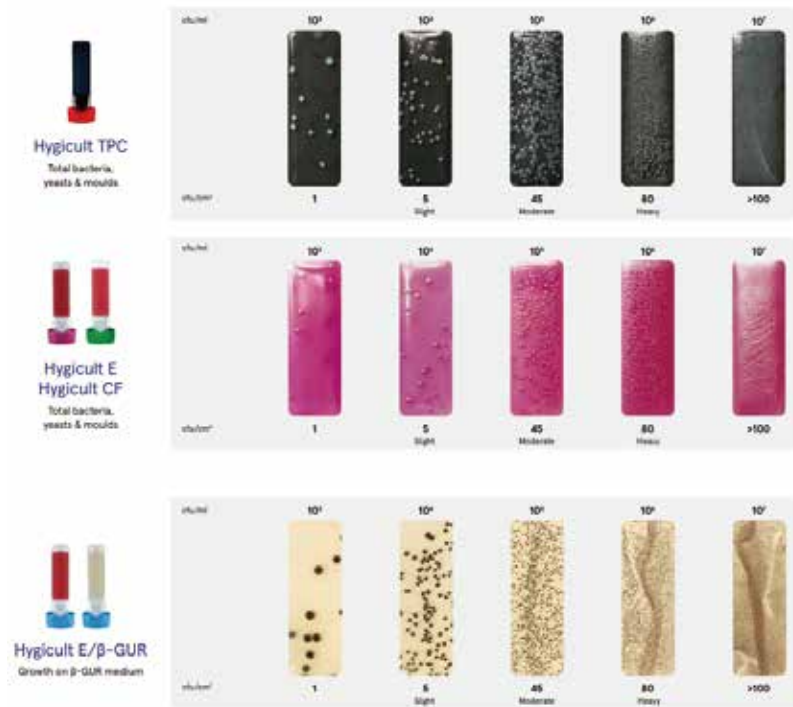 cfu/ml 10³ 10⁴ 10⁵ 10⁶ 10⁷
Hygicult TPC
Total bacteria,
yeasts & moulds
cfu/cm² 1 5 45 80 >100
Slight Moderate Heavy
cfu/ml 10³ 10⁴ 10⁵ 10⁶ 10⁷
Hygicult E
Hygicult CF
Total bacteria,
yeasts & moulds
cfu/cm² 1 5 45 80 >100
Slight Moderate Heavy
cfu/ml 10³ 10⁴ 10⁵ 10⁶ 10⁷
Hygicult E/β-GUR
Growth on β-GUR medium
cfu/cm² 1 5 45 80 >100
Slight Moderate Heavy